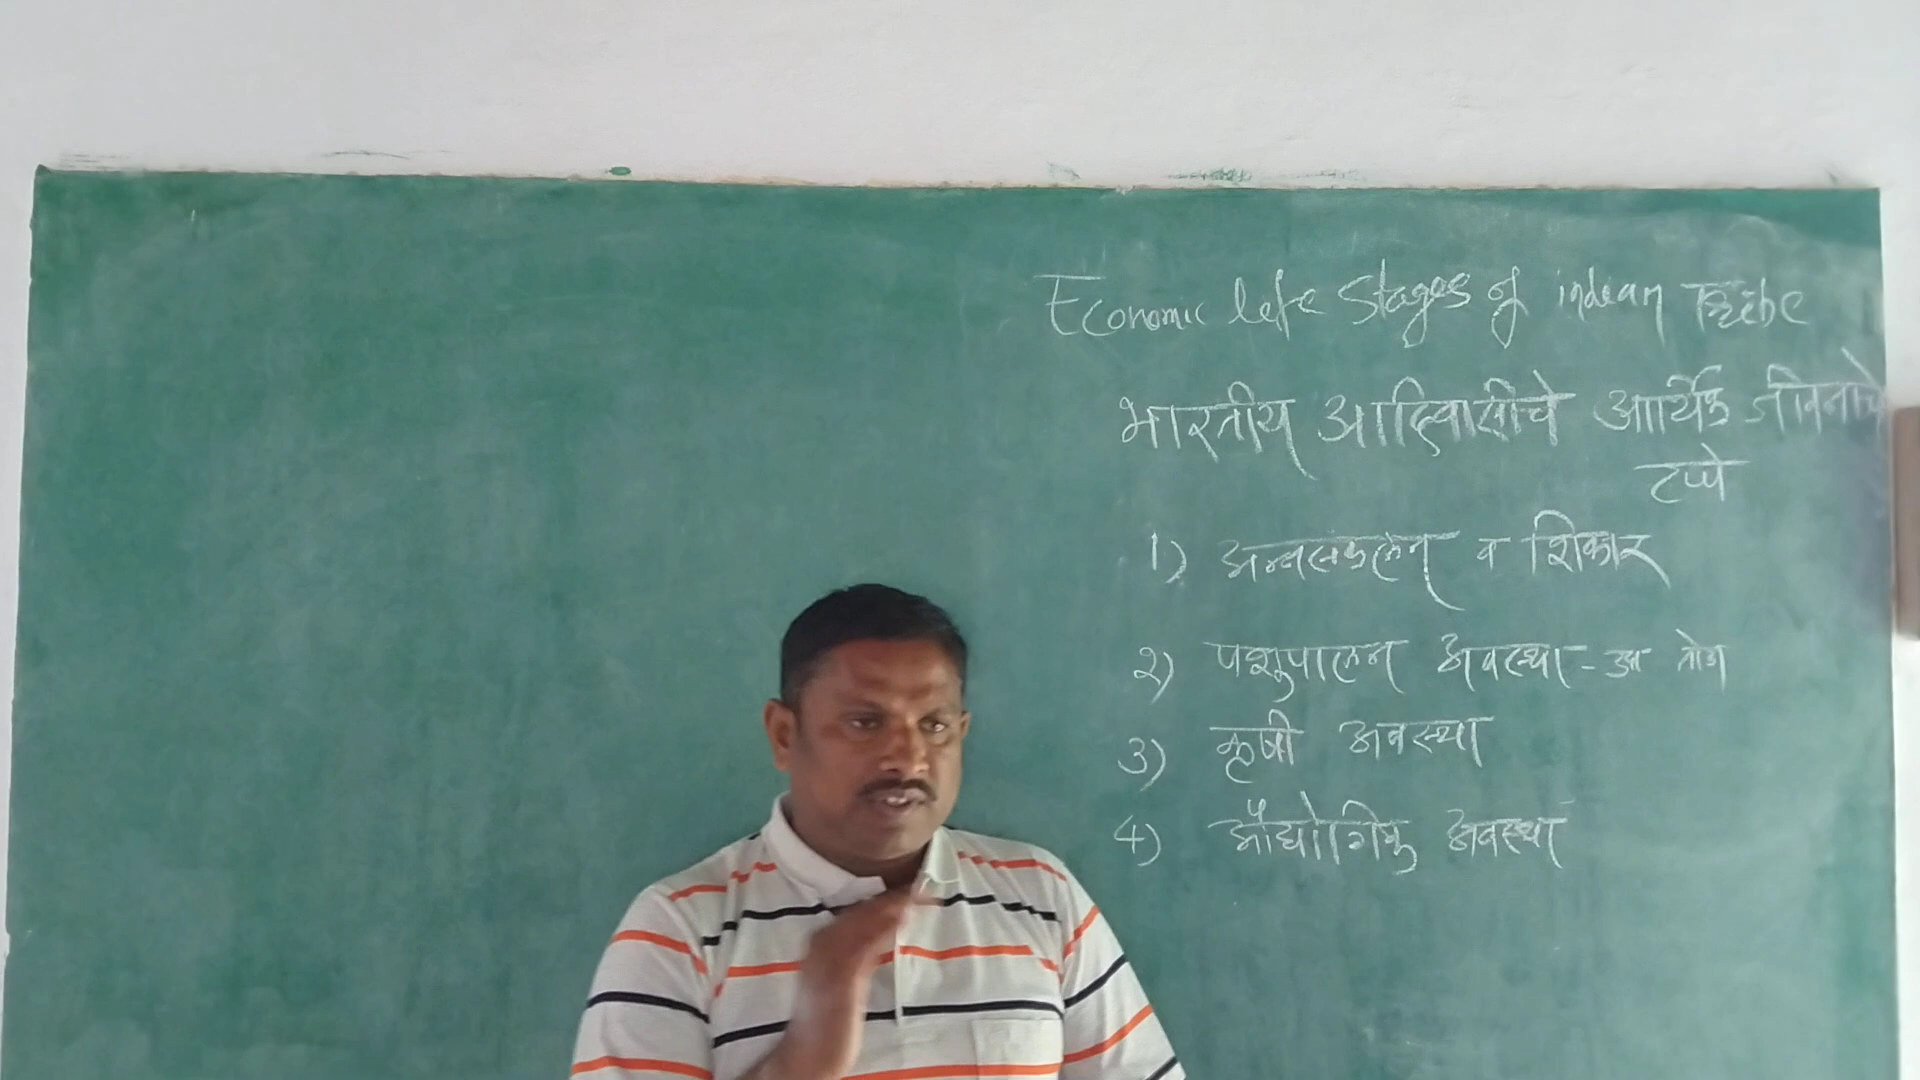 Economic life Stages of indian Tribe
भारतीय आदिवासींचे आर्थिक जीवनाचे
टप्पे
1) अन्नसंकलन व शिकार
२) पशुपालन अवस्था -
3) कृषी अवस्था
4) औद्योगिक अवस्था